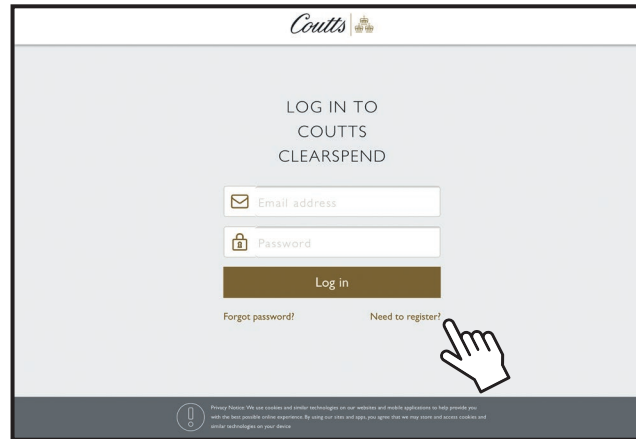 Coutts
LOG IN TO
COUTTS
CLEARSPEND
Email address
Password
Log in
Forgot password?
Need to register?
Privacy Notice: We use cookies and similar technologies on our websites and mobile applications to help provide you
with the best possible online experience. By using our sites and apps, you agree that we may store and access cookies and
similar technologies on your device